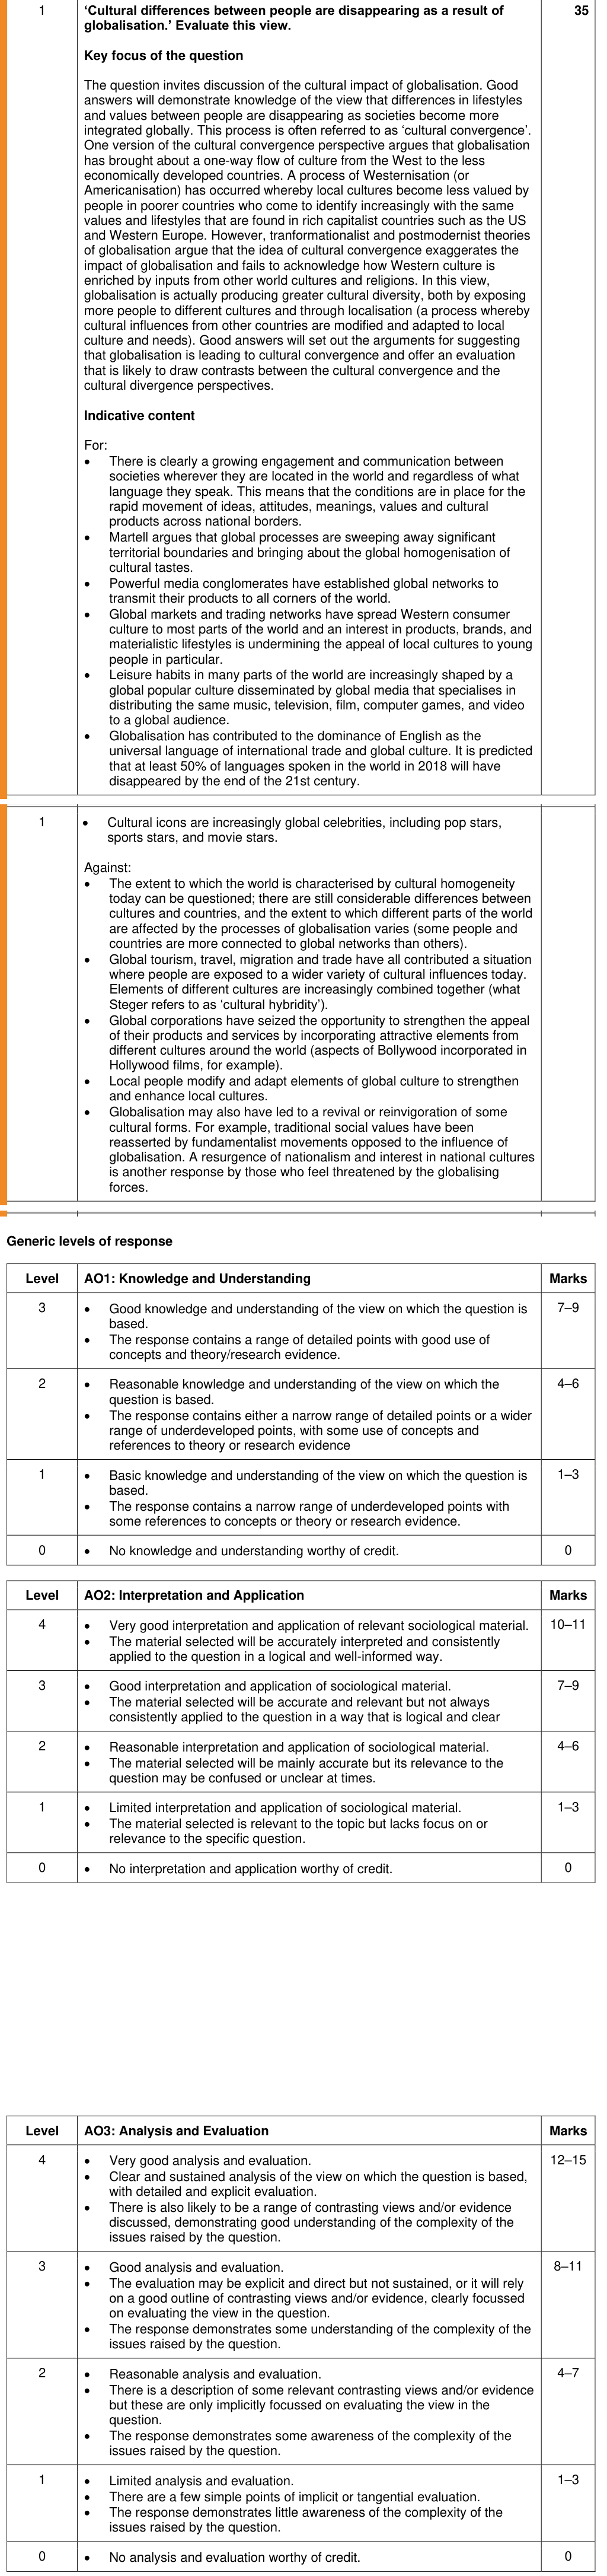 1
‘Cultural differences between people are disappearing as a result of
globalisation.’ Evaluate this view.
35
Key focus of the question
The question invites discussion of the cultural impact of globalisation. Good
answers will demonstrate knowledge of the view that differences in lifestyles
and values between people are disappearing as societies become more
integrated globally. This process is often referred to as ‘cultural convergence’.
One version of the cultural convergence perspective argues that globalisation
has brought about a one-way flow of culture from the West to the less
economically developed countries. A process of Westernisation (or
Americanisation) has occurred whereby local cultures become less valued by
people in poorer countries who come to identify increasingly with the same
values and lifestyles that are found in rich capitalist countries such as the US
and Western Europe. However, tranformationalist and postmodernist theories
of globalisation argue that the idea of cultural convergence exaggerates the
impact of globalisation and fails to acknowledge how Western culture is
enriched by inputs from other world cultures and religions. In this view,
globalisation is actually producing greater cultural diversity, both by exposing
more people to different cultures and through localisation (a process whereby
cultural influences from other countries are modified and adapted to local
culture and needs). Good answers will set out the arguments for suggesting
that globalisation is leading to cultural convergence and offer an evaluation
that is likely to draw contrasts between the cultural convergence and the
cultural divergence perspectives.
Indicative content
For:
• There is clearly a growing engagement and communication between
societies wherever they are located in the world and regardless of what
language they speak. This means that the conditions are in place for the
rapid movement of ideas, attitudes, meanings, values and cultural
products across national borders.
• Martell argues that global processes are sweeping away significant
territorial boundaries and bringing about the global homogenisation of
cultural tastes.
• Powerful media conglomerates have established global networks to
transmit their products to all corners of the world.
• Global markets and trading networks have spread Western consumer
culture to most parts of the world and an interest in products, brands, and
materialistic lifestyles is undermining the appeal of local cultures to young
people in particular.
• Leisure habits in many parts of the world are increasingly shaped by a
global popular culture disseminated by global media that specialises in
distributing the same music, television, film, computer games, and video
to a global audience.
• Globalisation has contributed to the dominance of English as the
universal language of international trade and global culture. It is predicted
that at least 50% of languages spoken in the world in 2018 will have
disappeared by the end of the 21st century.
1
• Cultural icons are increasingly global celebrities, including pop stars,
sports stars, and movie stars.
Against:
• The extent to which the world is characterised by cultural homogeneity
today can be questioned; there are still considerable differences between
cultures and countries, and the extent to which different parts of the world
are affected by the processes of globalisation varies (some people and
countries are more connected to global networks than others).
• Global tourism, travel, migration and trade have all contributed a situation
where people are exposed to a wider variety of cultural influences today.
Elements of different cultures are increasingly combined together (what
Steger refers to as ‘cultural hybridity’).
• Global corporations have seized the opportunity to strengthen the appeal
of their products and services by incorporating attractive elements from
different cultures around the world (aspects of Bollywood incorporated in
Hollywood films, for example).
• Local people modify and adapt elements of global culture to strengthen
and enhance local cultures.
• Globalisation may also have led to a revival or reinvigoration of some
cultural forms. For example, traditional social values have been
reasserted by fundamentalist movements opposed to the influence of
globalisation. A resurgence of nationalism and interest in national cultures
is another response by those who feel threatened by the globalising
forces.
Generic levels of response
Level AO1: Knowledge and Understanding Marks
3 • Good knowledge and understanding of the view on which the question is 7–9
based.
• The response contains a range of detailed points with good use of
concepts and theory/research evidence.
2 • Reasonable knowledge and understanding of the view on which the 4–6
question is based.
• The response contains either a narrow range of detailed points or a wider
range of underdeveloped points, with some use of concepts and
references to theory or research evidence
1 • Basic knowledge and understanding of the view on which the question is 1–3
based.
• The response contains a narrow range of underdeveloped points with
some references to concepts or theory or research evidence.
0 • No knowledge and understanding worthy of credit. 0
Level AO2: Interpretation and Application Marks
4 • Very good interpretation and application of relevant sociological material. 10–11
• The material selected will be accurately interpreted and consistently
applied to the question in a logical and well-informed way.
3 • Good interpretation and application of sociological material. 7–9
• The material selected will be accurate and relevant but not always
consistently applied to the question in a way that is logical and clear
2 • Reasonable interpretation and application of sociological material. 4–6
• The material selected will be mainly accurate but its relevance to the
question may be confused or unclear at times.
1 • Limited interpretation and application of sociological material. 1–3
• The material selected is relevant to the topic but lacks focus on or
relevance to the specific question.
0 • No interpretation and application worthy of credit. 0
Level AO3: Analysis and Evaluation Marks
4 • Very good analysis and evaluation. 12–15
• Clear and sustained analysis of the view on which the question is based,
with detailed and explicit evaluation.
• There is also likely to be a range of contrasting views and/or evidence
discussed, demonstrating good understanding of the complexity of the
issues raised by the question.
3 • Good analysis and evaluation. 8–11
• The evaluation may be explicit and direct but not sustained, or it will rely
on a good outline of contrasting views and/or evidence, clearly focussed
on evaluating the view in the question.
• The response demonstrates some understanding of the complexity of the
issues raised by the question.
2 • Reasonable analysis and evaluation. 4–7
• There is a description of some relevant contrasting views and/or evidence
but these are only implicitly focussed on evaluating the view in the
question.
• The response demonstrates some awareness of the complexity of the
issues raised by the question.
1 • Limited analysis and evaluation. 1–3
• There are a few simple points of implicit or tangential evaluation.
• The response demonstrates little awareness of the complexity of the
issues raised by the question.
0 • No analysis and evaluation worthy of credit. 0